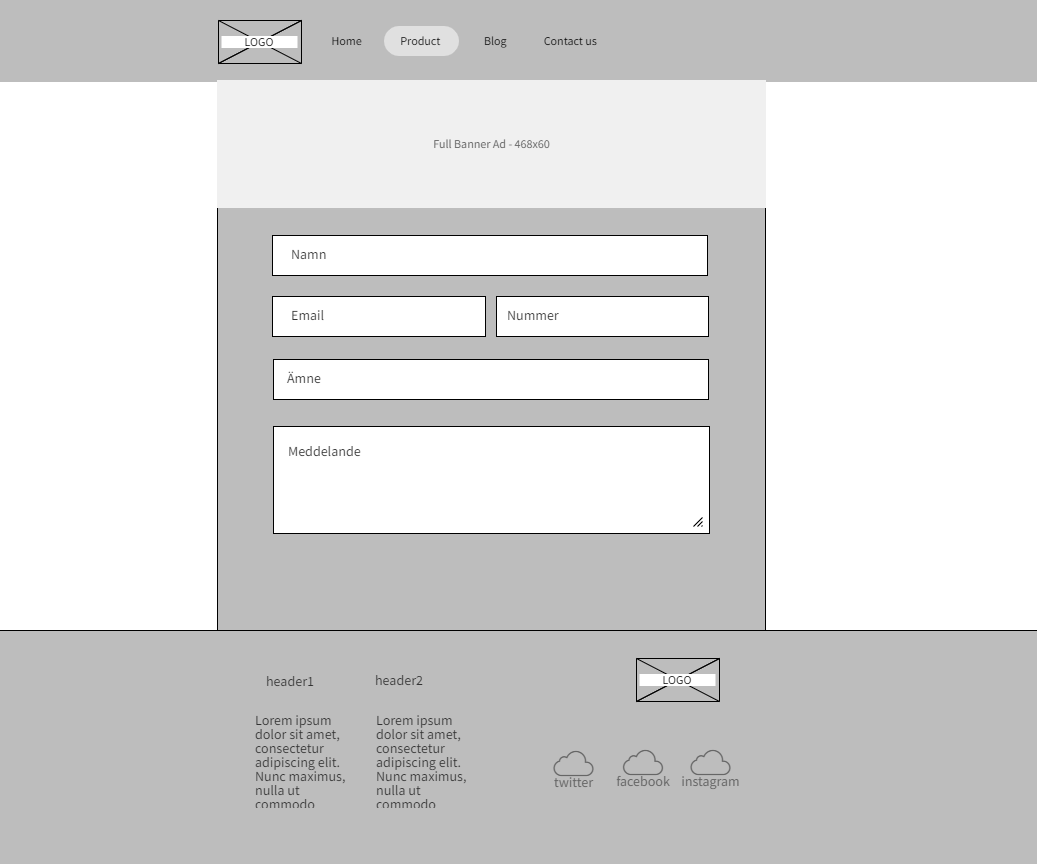 LOGO
Home
Product
Blog
Contact us
Full Banner Ad - 468x60
Namn
Email
Nummer
Ämne
Meddelande
LOGO
header1
header2
Lorem ipsum
dolor sit amet,
consectetur
adipiscing elit.
Nunc maximus,
nulla ut
commodo
Lorem ipsum
dolor sit amet,
consectetur
adipiscing elit.
Nunc maximus,
nulla ut
commodo
twitter
facebook
instagram